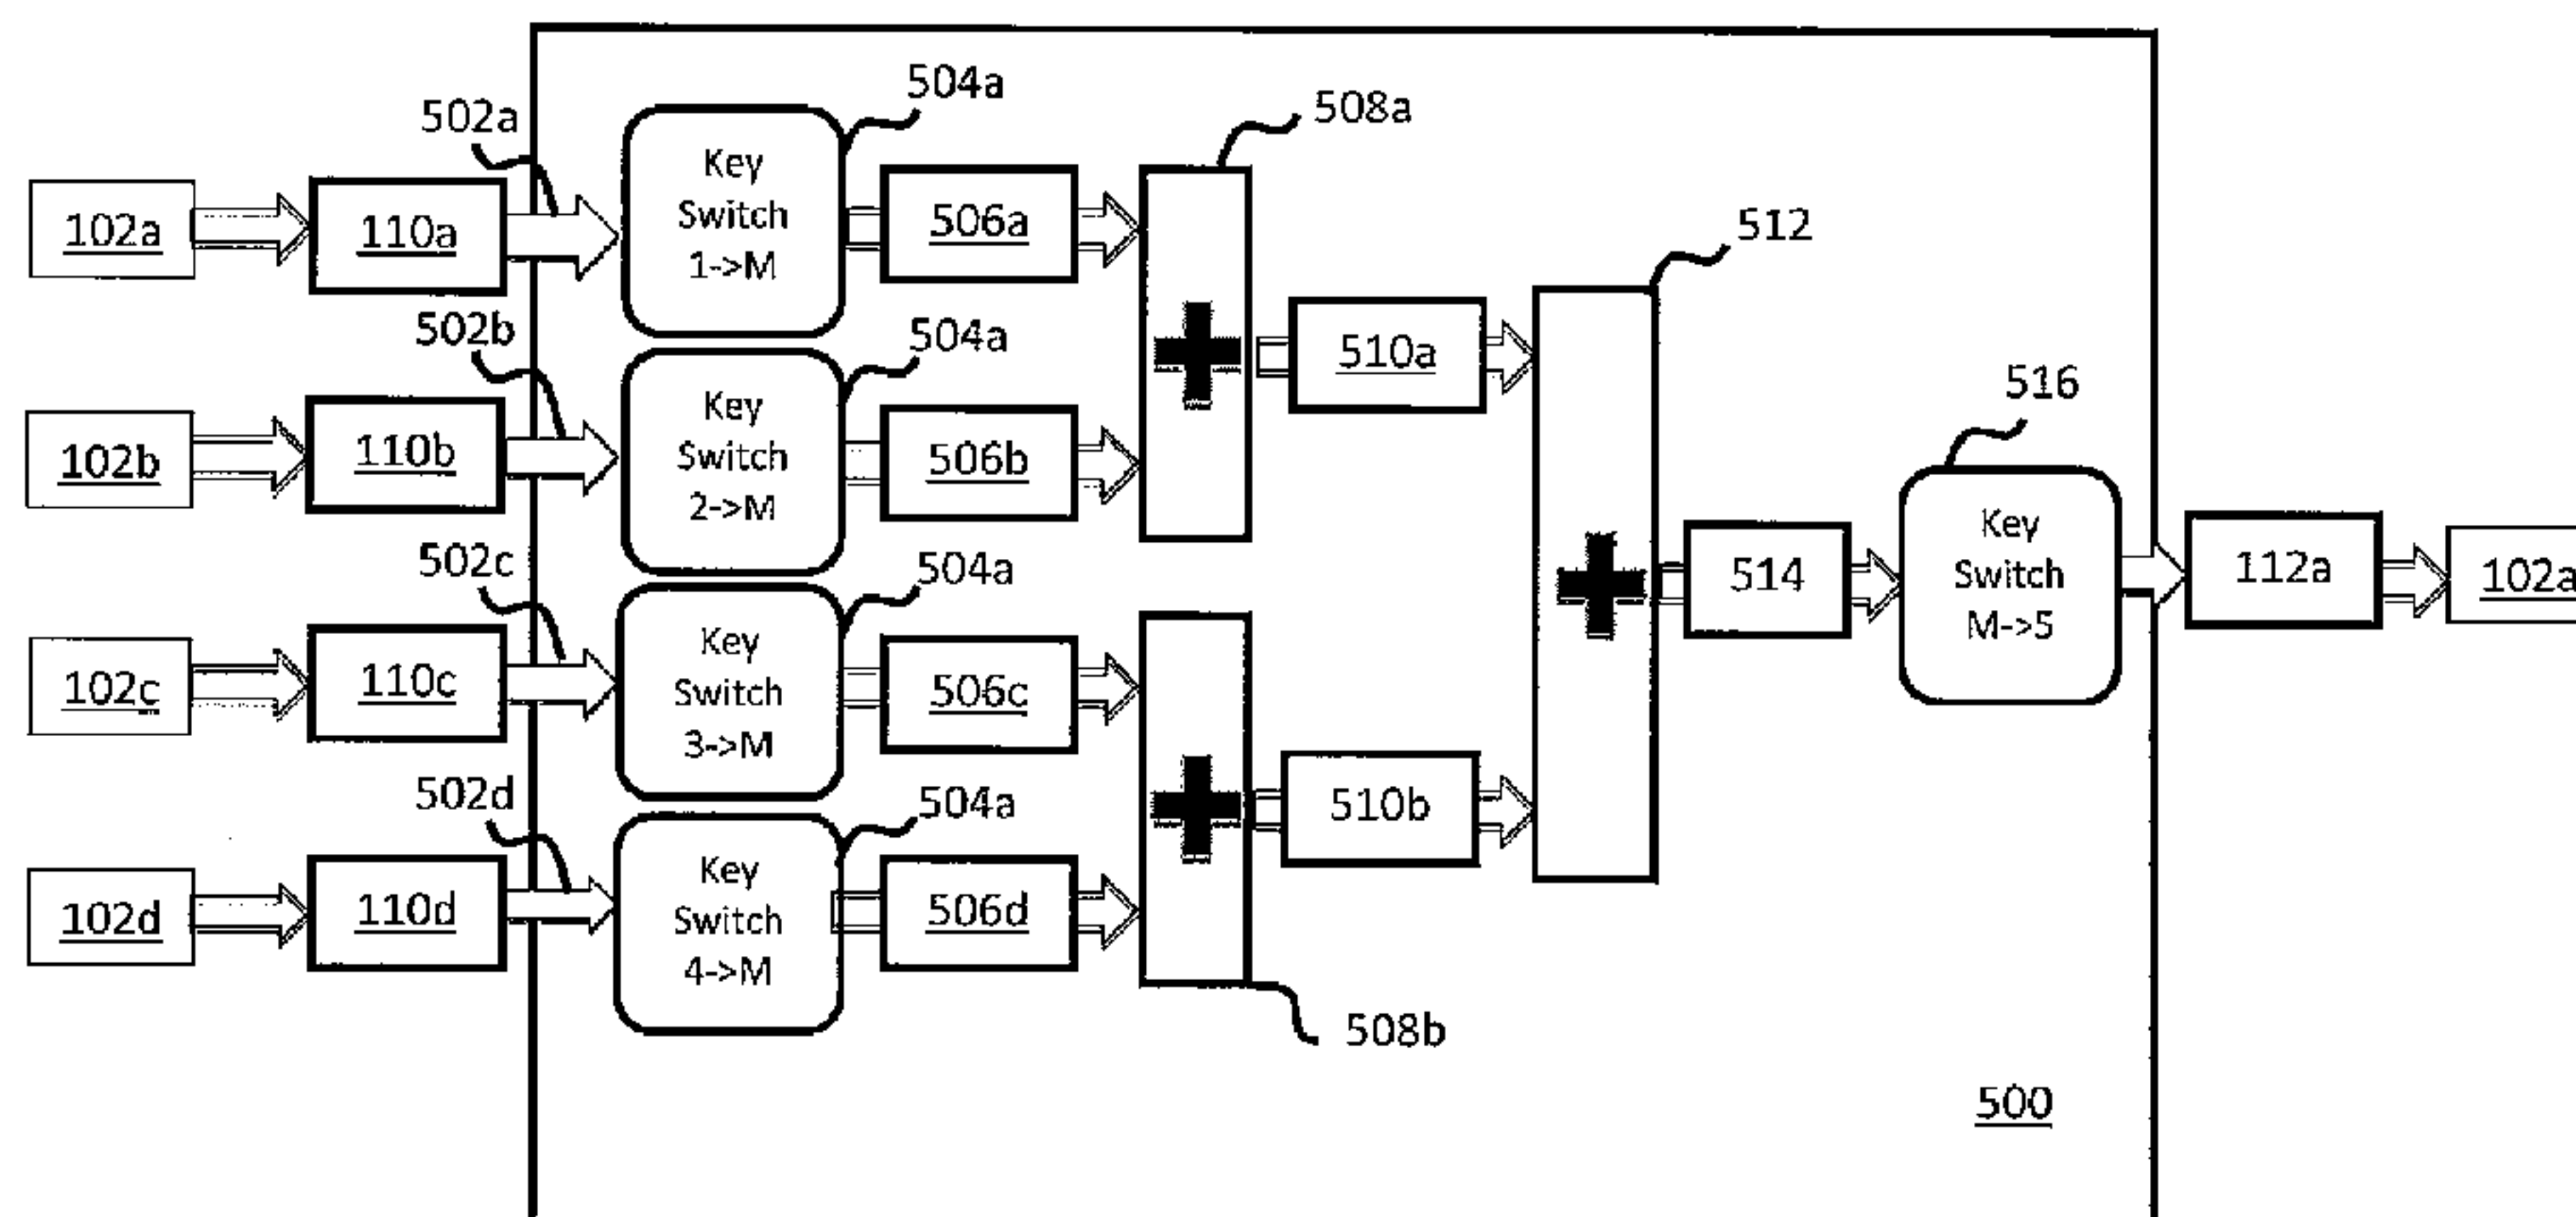 504a
508a
502a
Key
Switch
1->M
102a
110a
506a
512
502b
504a
Key
Switch
2->M
510a
516
102b
110b
506b
Key
Switch
M->5
502c
504a
514
112a
102a
Key
Switch
3->M
102c
110c
506c
502d
504a
510b
Key
Switch
4->M
102d
110d
506d
508b
500